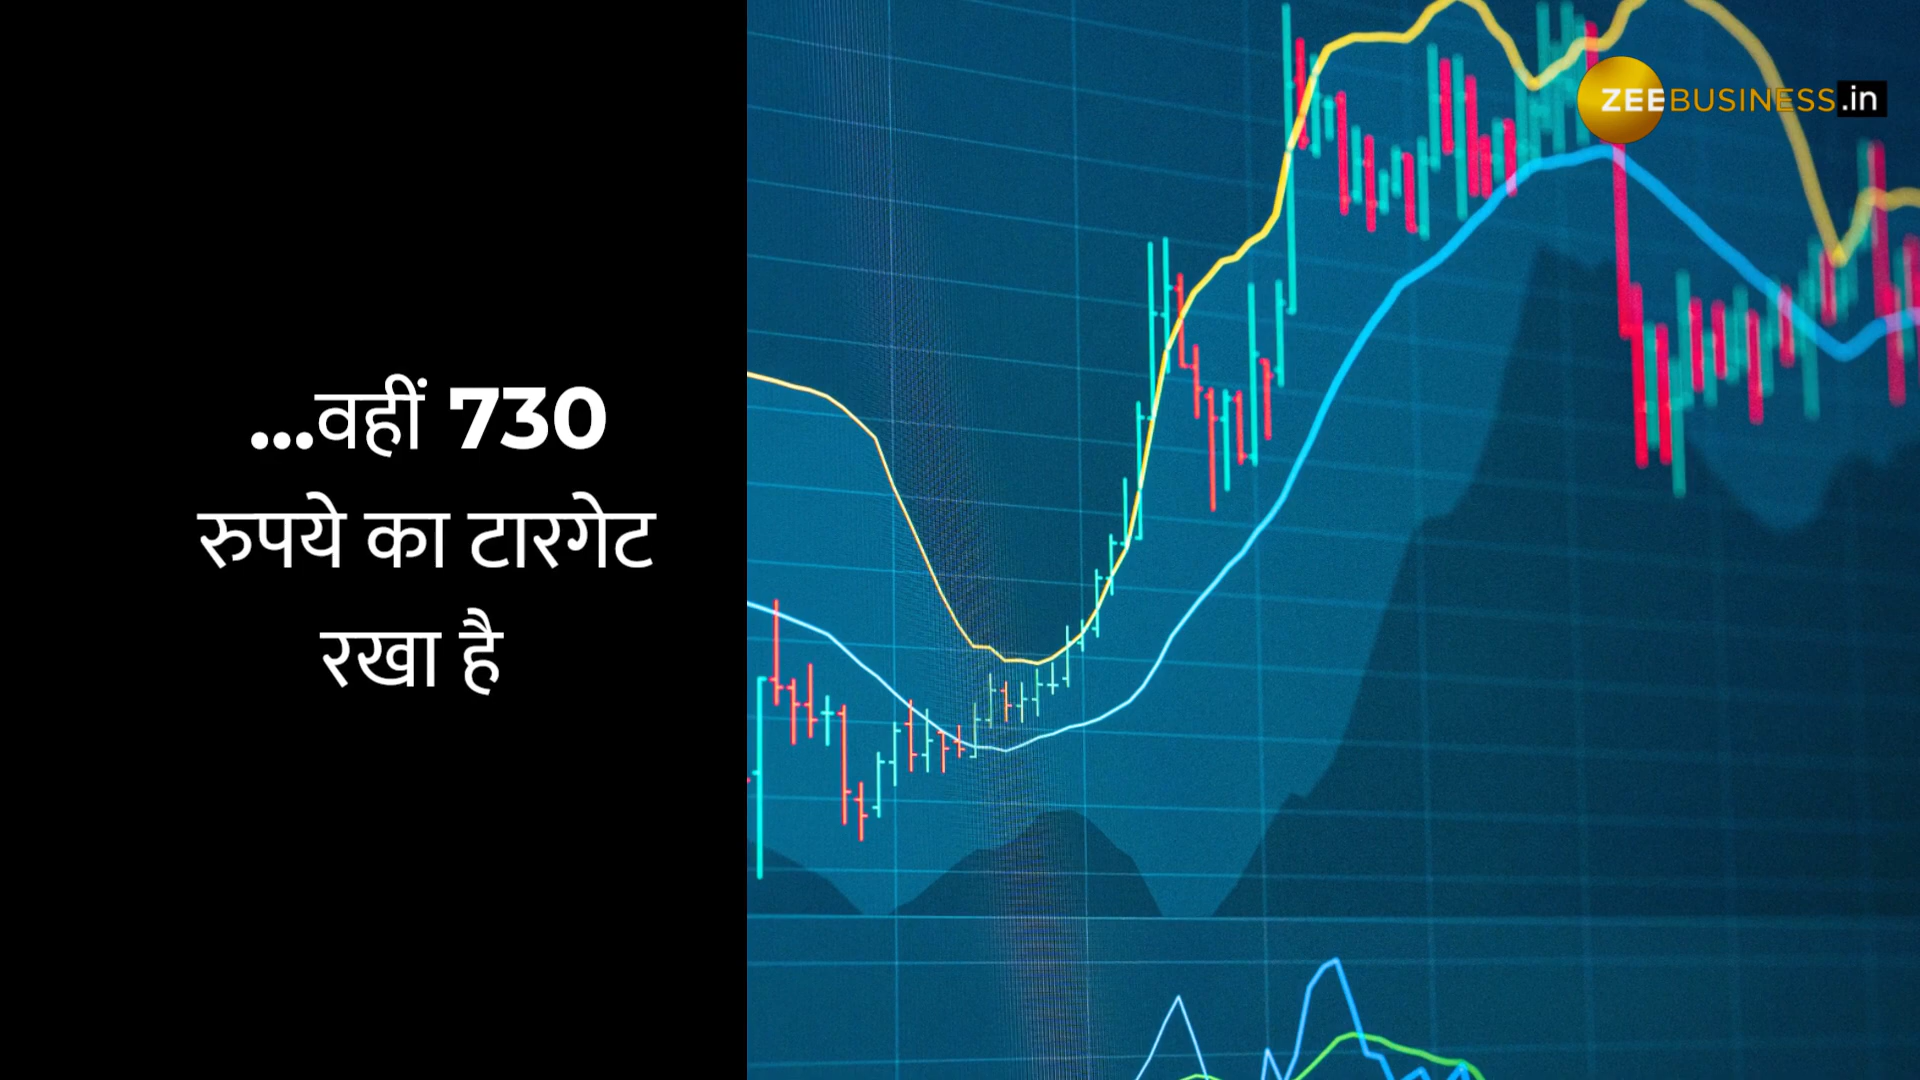 ...वहीं 730
रुपये का टारगेट
रखा है
ZEEBUSINESS.in